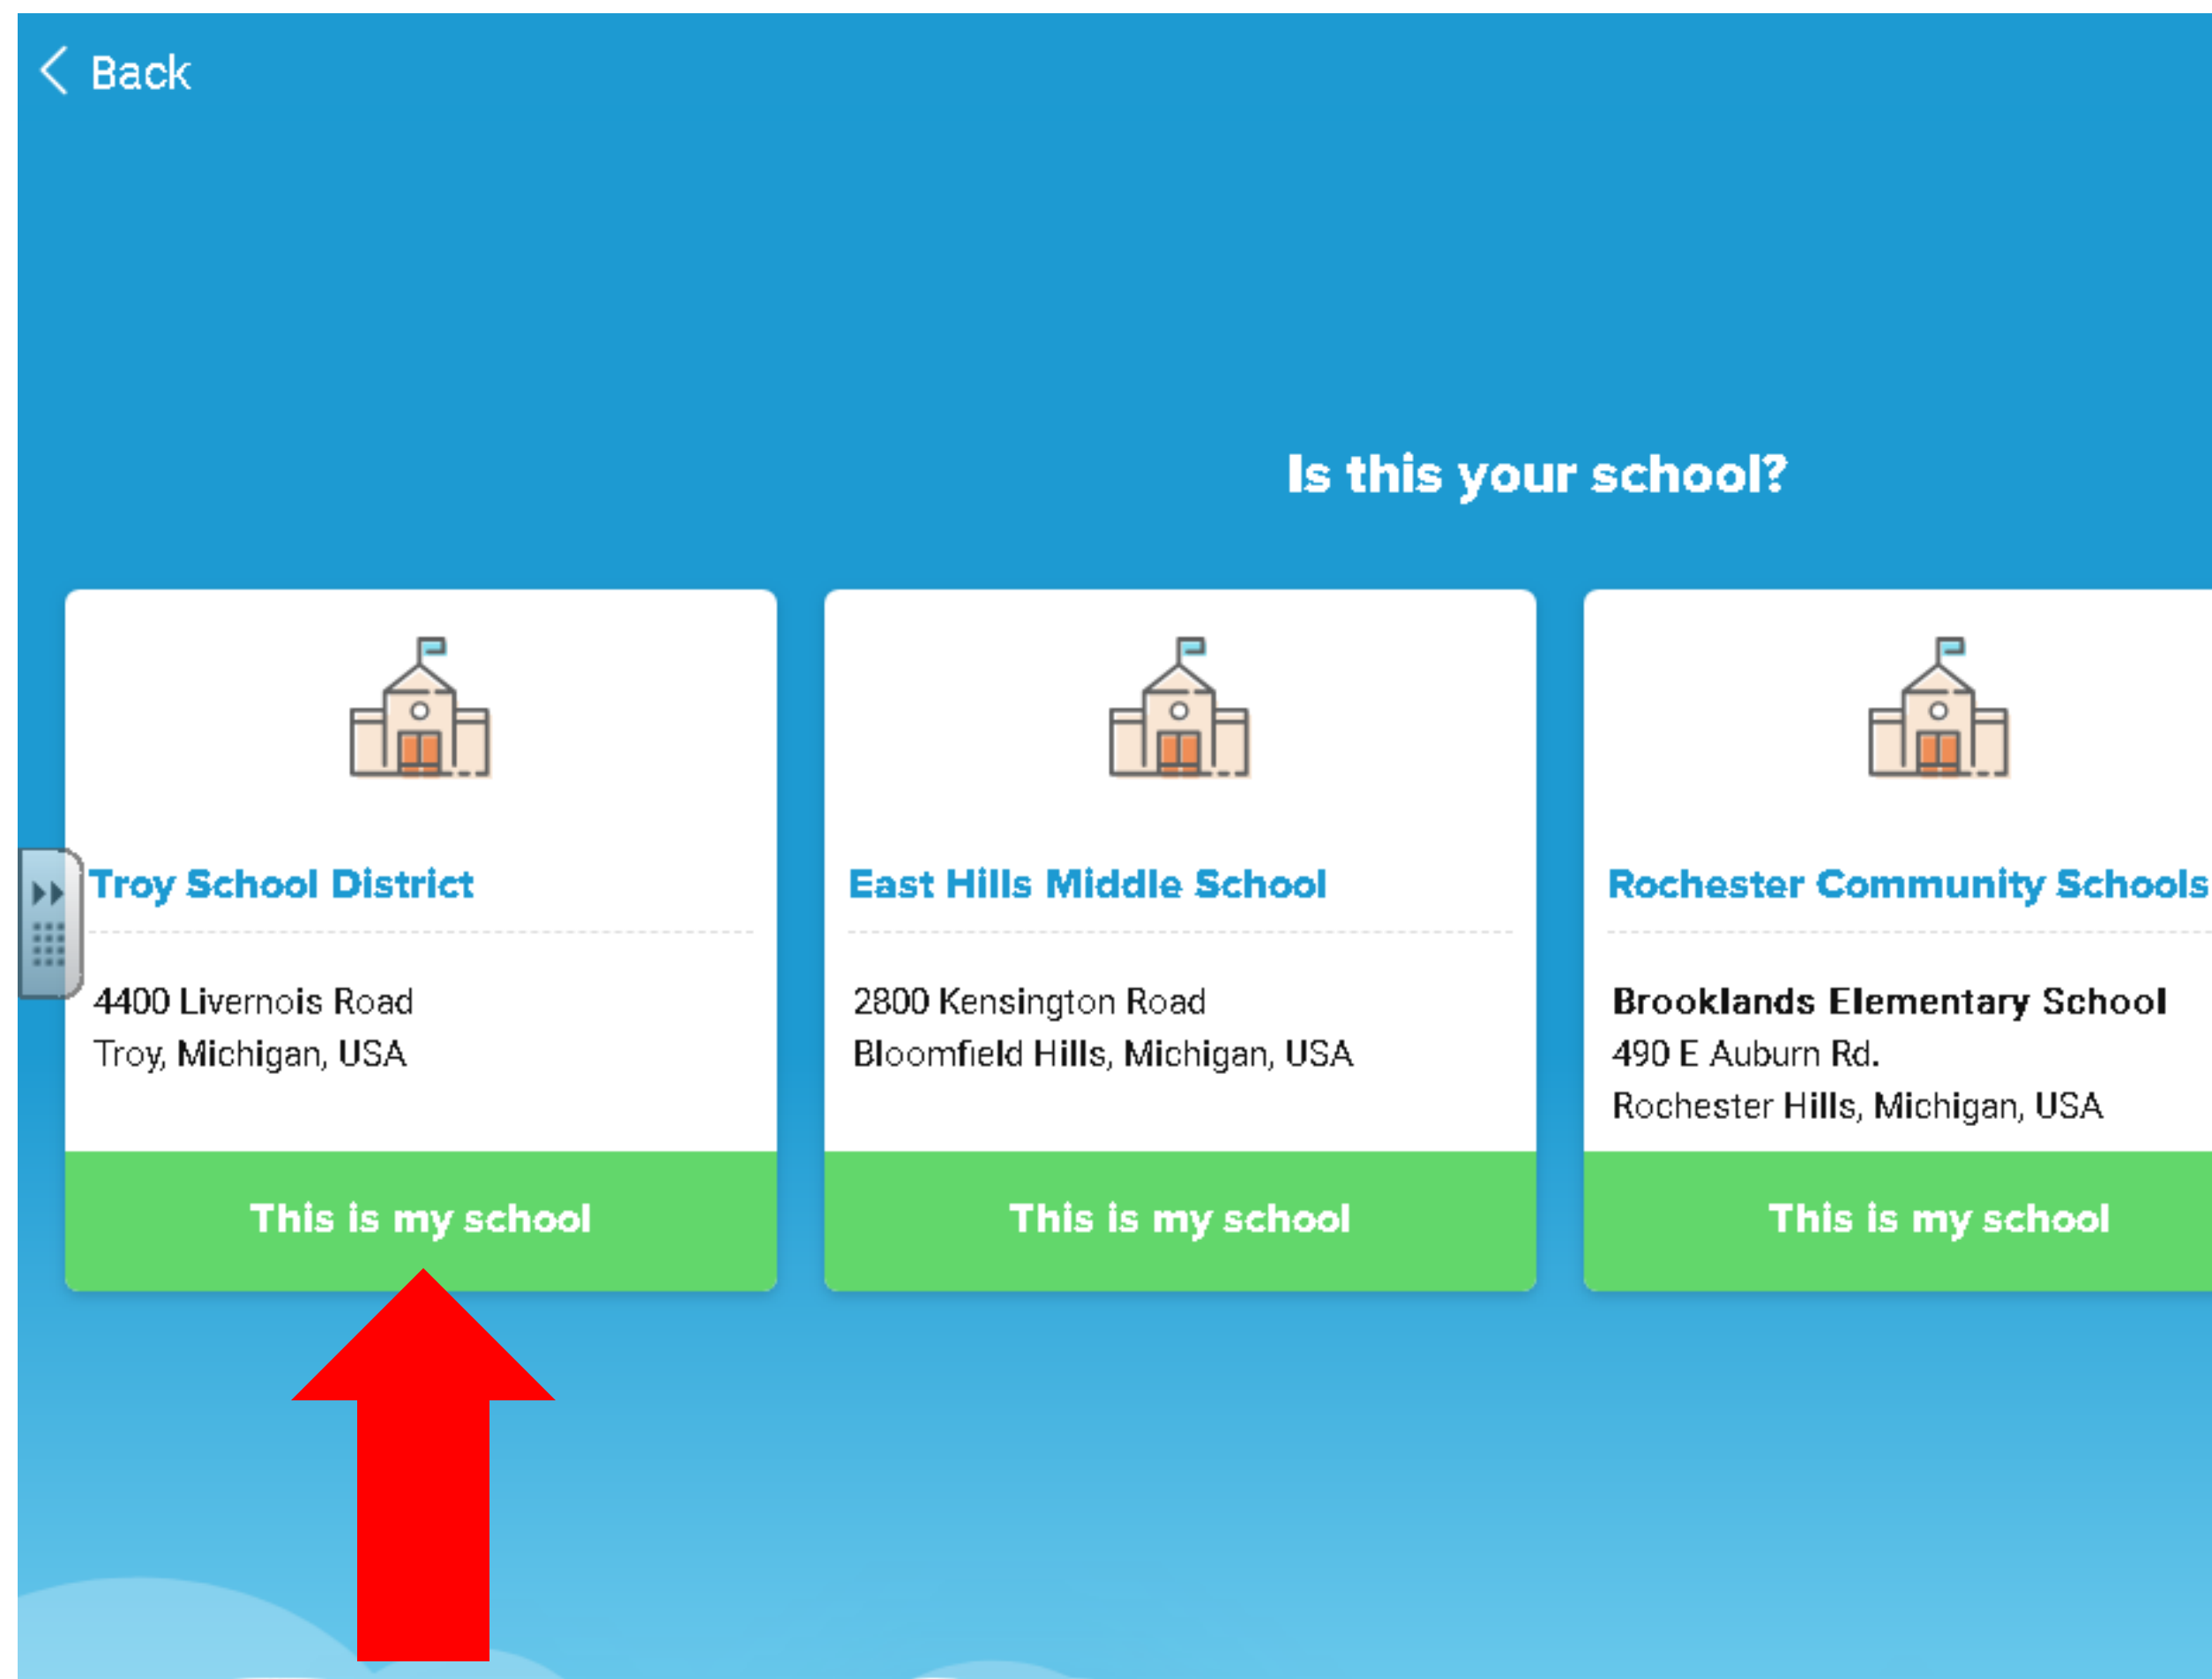 Back
Is this your school?
Troy School District
4400 Livernois Road
Troy, Michigan, USA
This is my school
East Hills Middle School
2800 Kensington Road
Bloomfield Hills, Michigan, USA
This is my school
Rochester Community Schools
Brooklands Elementary School
490 E Auburn Rd.
Rochester Hills, Michigan, USA
This is my school